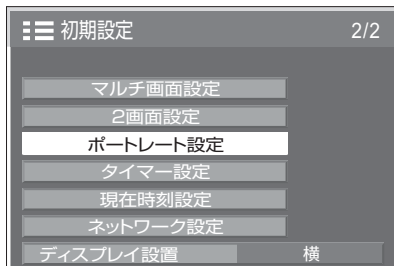 初期設定 2/2
マルチ画面設定
2画面設定
ポートレート設定
タイマー設定
現在時刻設定
ネットワーク設定
ディスプレイ設置 横